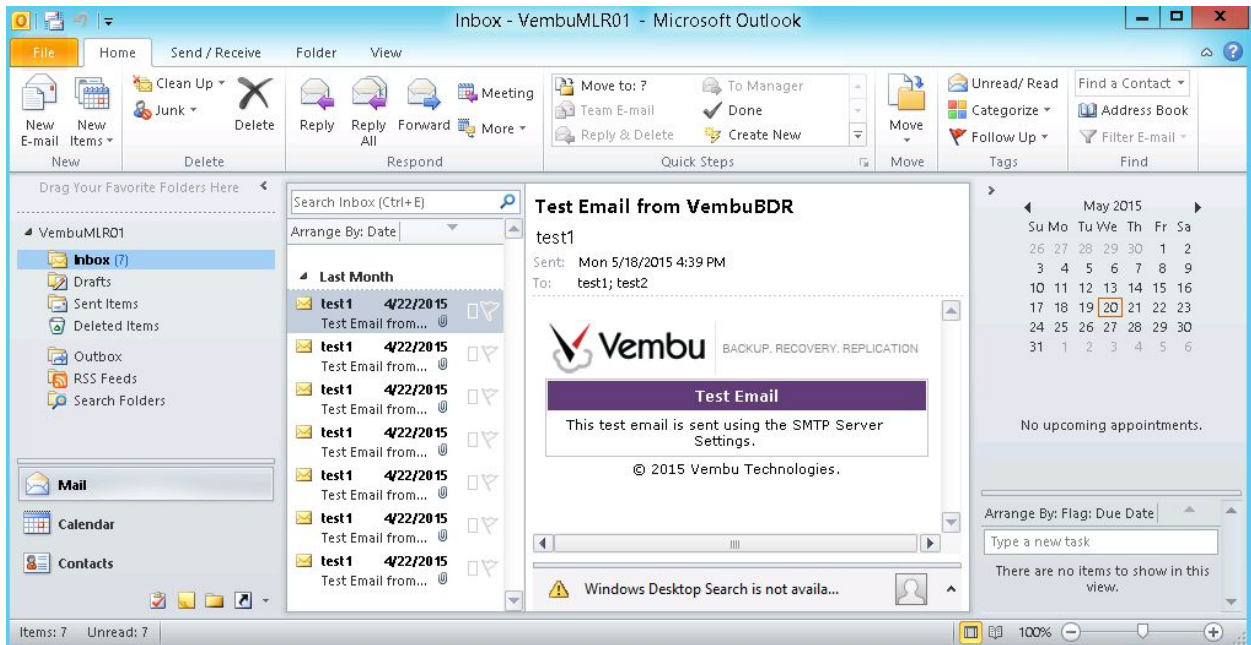 Inbox - VembuMLR01 - Microsoft Outlook
File Home Send / Receive Folder View
New E-mail
New Items
Clean Up
Junk
Delete
Reply
Reply All
Forward
Meeting
More
Move to: ?
Team E-mail
Reply & Delete
To Manager
Done
Create New
Move
Unread/ Read
Categorize
Follow Up
Find a Contact
Address Book
Filter E-mail
New Delete Respond Quick Steps Move Tags Find
Drag Your Favorite Folders Here
VembuMLR01
Inbox (7)
Drafts
Sent Items
Deleted Items
Outbox
RSS Feeds
Search Folders
Mail
Calendar
Contacts
Search Inbox (Ctrl+E)
Arrange By: Date
Last Month
test1 4/22/2015
Test Email from...
test1 4/22/2015
Test Email from...
test1 4/22/2015
Test Email from...
test1 4/22/2015
Test Email from...
test1 4/22/2015
Test Email from...
test1 4/22/2015
Test Email from...
test1 4/22/2015
Test Email from...
Test Email from VembuBDR
test1
Sent: Mon 5/18/2015 4:39 PM
To: test1; test2
Vembu BACKUP. RECOVERY. REPLICATION
Test Email
This test email is sent using the SMTP Server
Settings.
© 2015 Vembu Technologies.
Windows Desktop Search is not availa...
May 2015
Su Mo Tu We Th Fr Sa
26 27 28 29 30 1 2
3 4 5 6 7 8 9
10 11 12 13 14 15 16
17 18 19 20 21 22 23
24 25 26 27 28 29 30
31 1 2 3 4 5 6
No upcoming appointments.
Arrange By: Flag: Due Date
Type a new task
There are no items to show in this
view.
Items: 7 Unread: 7
100%